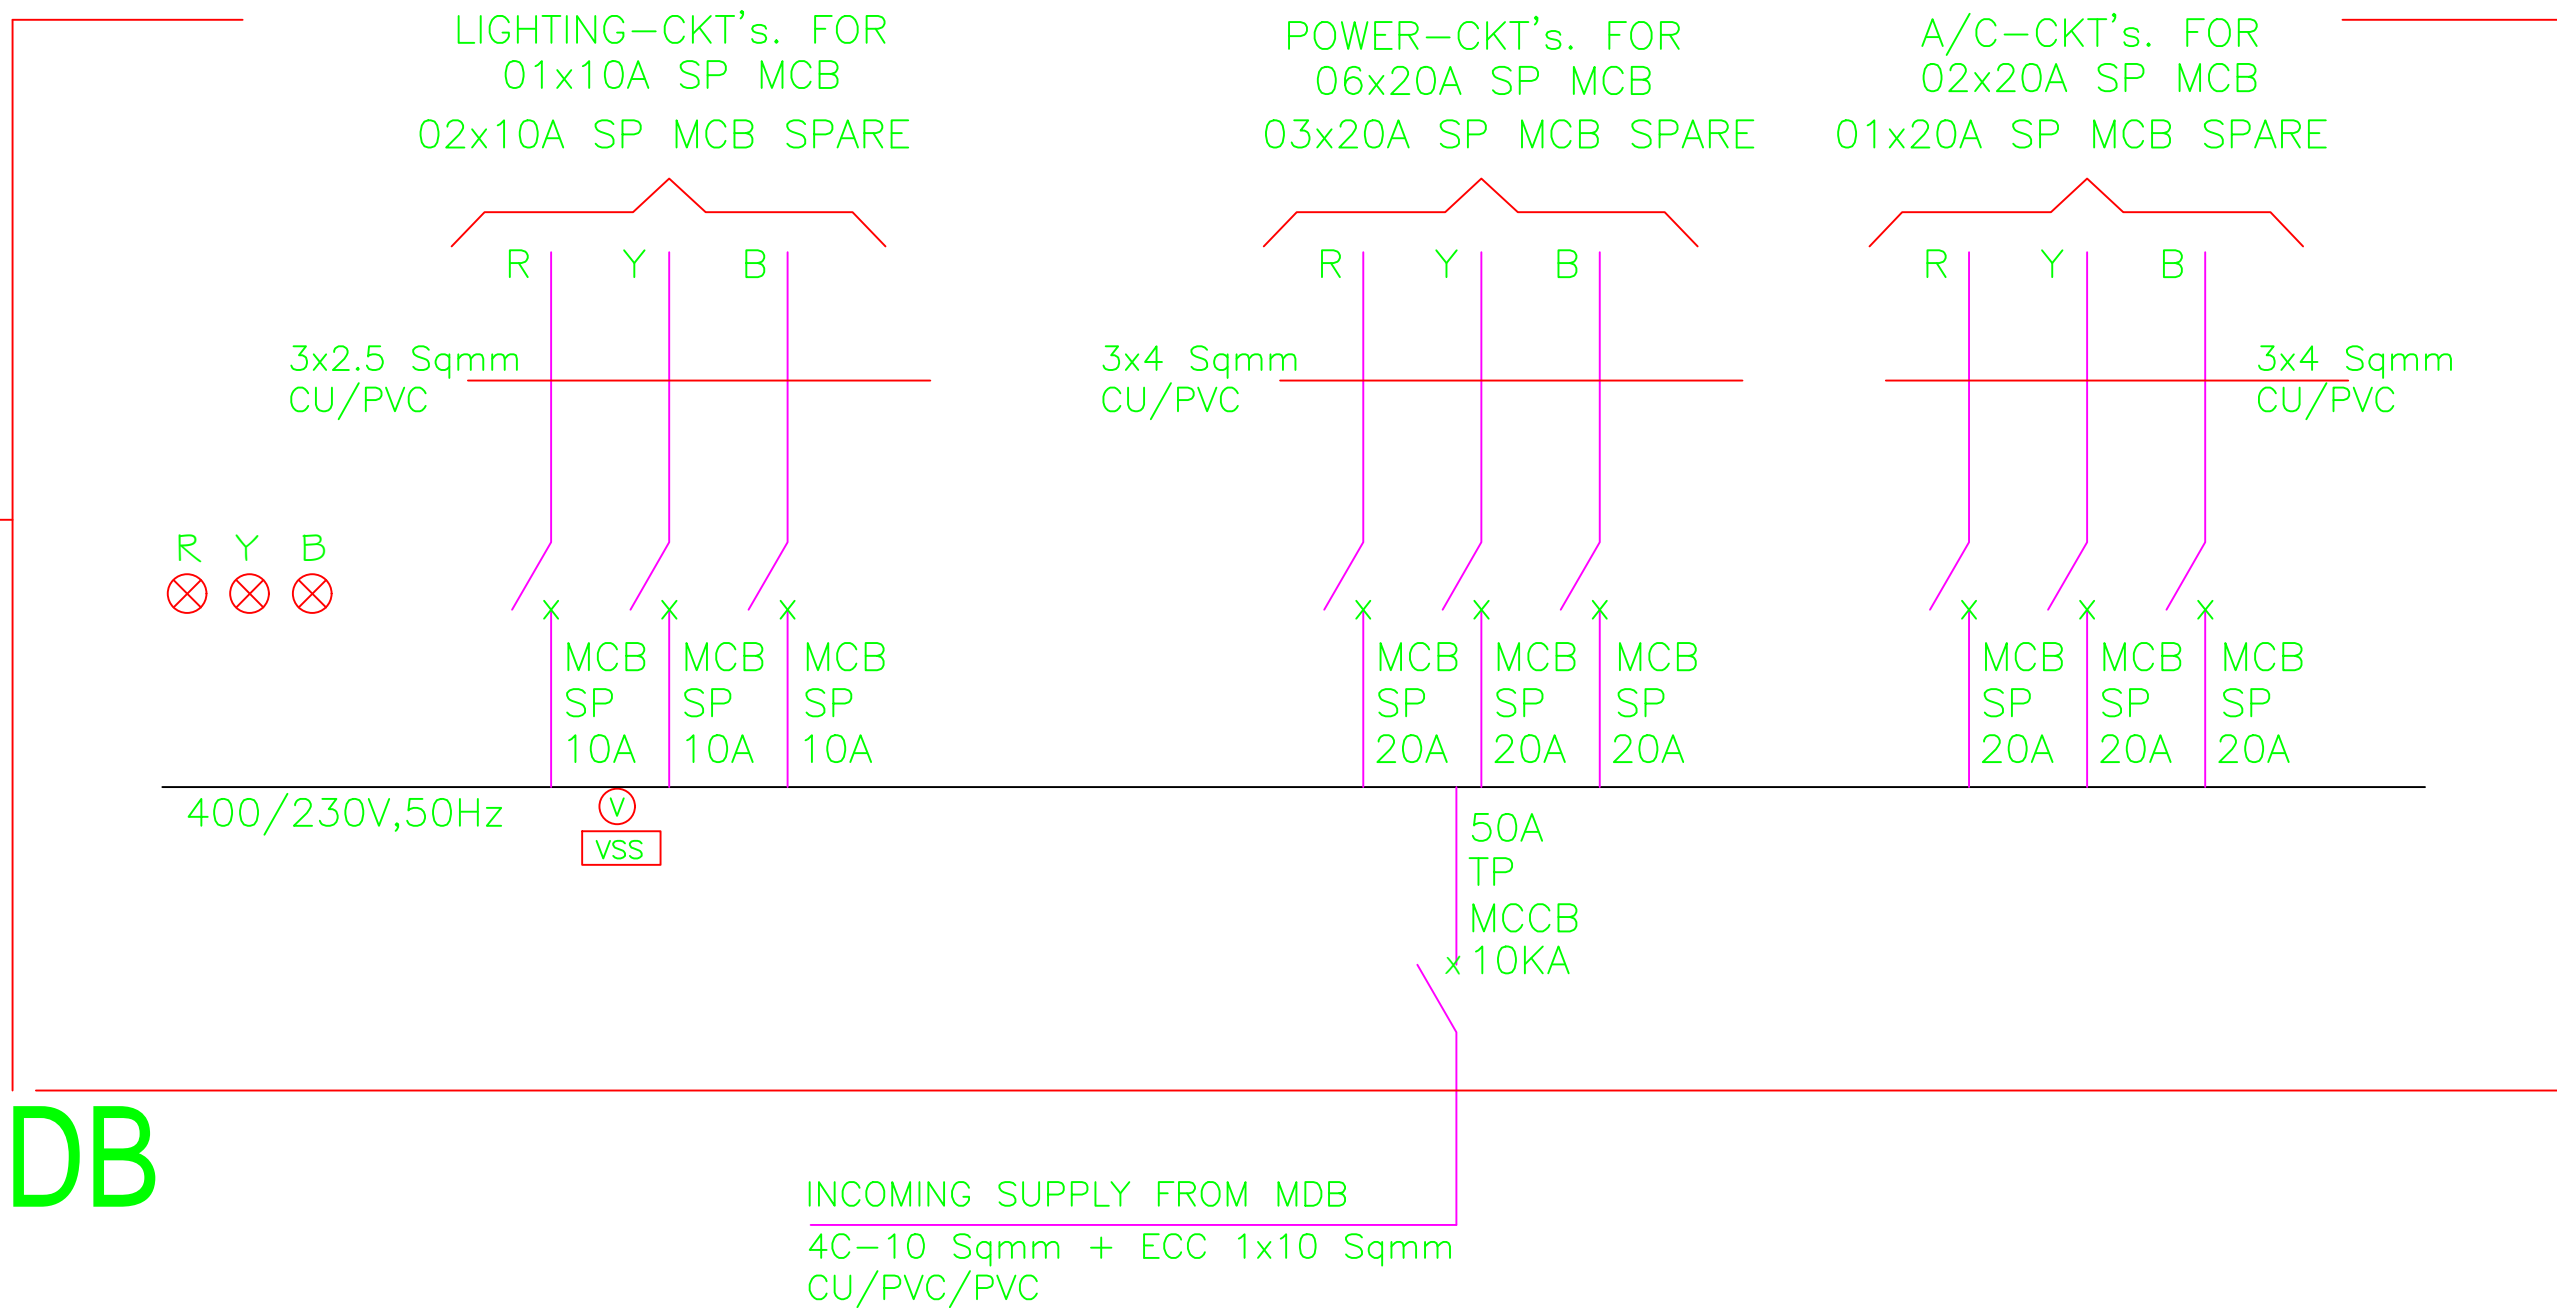 LIGHTING-CKT's. FOR
01x10A SP MCB
02x10A SP MCB SPARE
POWER-CKT's. FOR
06x20A SP MCB
03x20A SP MCB SPARE
A/C-CKT's. FOR
02x20A SP MCB
01x20A SP MCB SPARE
R Y B
R Y B
R Y B
3x2.5 Sqmm
CU/PVC
3x4 Sqmm
CU/PVC
3x4 Sqmm
CU/PVC
R Y B
MCB
SP
10A
MCB
SP
10A
MCB
SP
10A
MCB
SP
20A
MCB
SP
20A
MCB
SP
20A
MCB
SP
20A
MCB
SP
20A
MCB
SP
20A
400/230V,50Hz
V
VSS
50A
TP
MCCB
10KA
DB
INCOMING SUPPLY FROM MDB
4C-10 Sqmm + ECC 1x10 Sqmm
CU/PVC/PVC